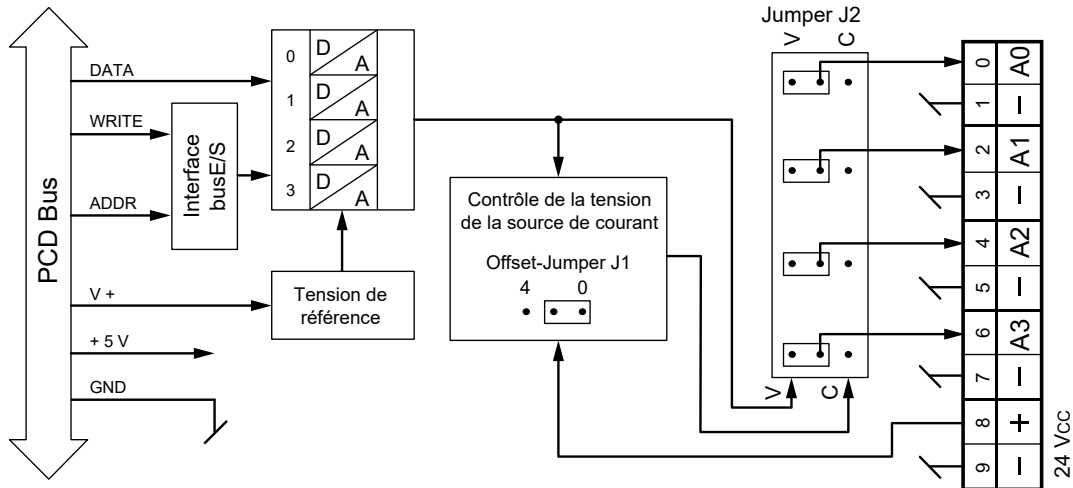 Jumper J2
V C
PCD Bus
DATA
WRITE
ADDR
V +
+ 5 V
GND
Interface
busE/S
0 D A
1 D A
2 D A
3 D A
Tension de
référence
Contrôle de la tension
de la source de courant
Offset-Jumper J1
4 0
V C
0 A0
1 –
2 A1
3 –
4 A2
5 –
6 A3
7 –
8 +
9 –
24 VCC